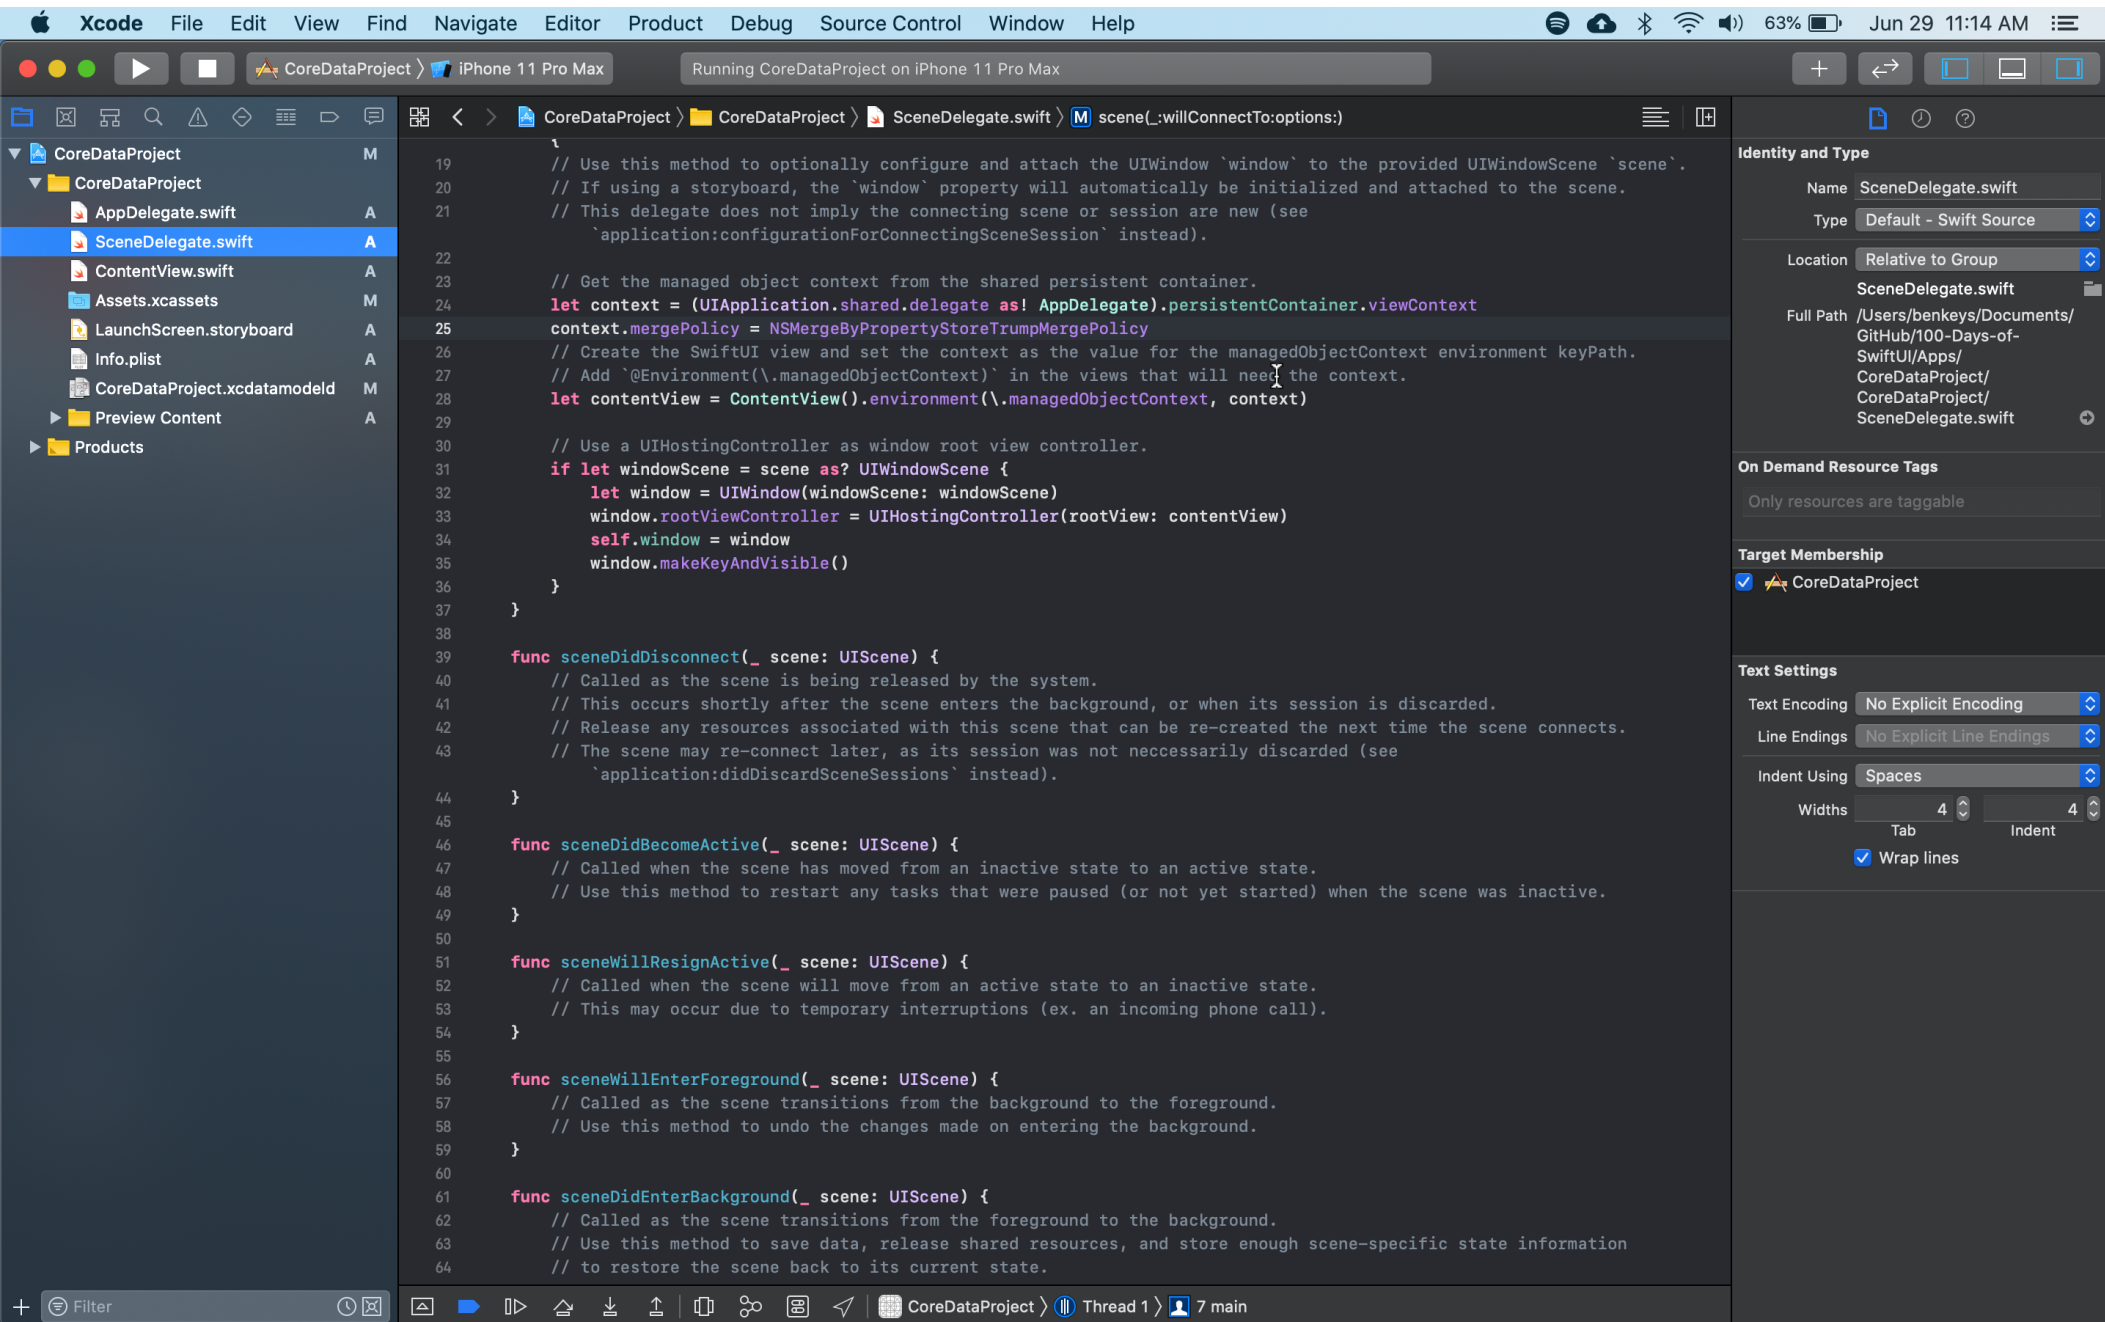 Xcode File Edit View Find Navigate Editor Product Debug Source Control Window Help 63% Jun 29 11:14 AM
CoreDataProject 〉 iPhone 11 Pro Max
Running CoreDataProject on iPhone 11 Pro Max
CoreDataProject M
CoreDataProject
AppDelegate.swift A
SceneDelegate.swift A
ContentView.swift A
Assets.xcassets M
LaunchScreen.storyboard A
Info.plist A
CoreDataProject.xcdatamodeld M
Preview Content A
Products
Filter
CoreDataProject 〉 CoreDataProject 〉 SceneDelegate.swift 〉 M scene(_:willConnectTo:options:)
{
19 // Use this method to optionally configure and attach the UIWindow `window` to the provided UIWindowScene `scene`.
20 // If using a storyboard, the `window` property will automatically be initialized and attached to the scene.
21 // This delegate does not imply the connecting scene or session are new (see
`application:configurationForConnectingSceneSession` instead).
22
23 // Get the managed object context from the shared persistent container.
24 let context = (UIApplication.shared.delegate as! AppDelegate).persistentContainer.viewContext
25 context.mergePolicy = NSMergeByPropertyStoreTrumpMergePolicy
26 // Create the SwiftUI view and set the context as the value for the managedObjectContext environment keyPath.
27 // Add `@Environment(\.managedObjectContext)` in the views that will need the context.
28 let contentView = ContentView().environment(\.managedObjectContext, context)
29
30 // Use a UIHostingController as window root view controller.
31 if let windowScene = scene as? UIWindowScene {
32 let window = UIWindow(windowScene: windowScene)
33 window.rootViewController = UIHostingController(rootView: contentView)
34 self.window = window
35 window.makeKeyAndVisible()
36 }
37 }
38
39 func sceneDidDisconnect(_ scene: UIScene) {
40 // Called as the scene is being released by the system.
41 // This occurs shortly after the scene enters the background, or when its session is discarded.
42 // Release any resources associated with this scene that can be re-created the next time the scene connects.
43 // The scene may re-connect later, as its session was not neccessarily discarded (see
`application:didDiscardSceneSessions` instead).
44 }
45
46 func sceneDidBecomeActive(_ scene: UIScene) {
47 // Called when the scene has moved from an inactive state to an active state.
48 // Use this method to restart any tasks that were paused (or not yet started) when the scene was inactive.
49 }
50
51 func sceneWillResignActive(_ scene: UIScene) {
52 // Called when the scene will move from an active state to an inactive state.
53 // This may occur due to temporary interruptions (ex. an incoming phone call).
54 }
55
56 func sceneWillEnterForeground(_ scene: UIScene) {
57 // Called as the scene transitions from the background to the foreground.
58 // Use this method to undo the changes made on entering the background.
59 }
60
61 func sceneDidEnterBackground(_ scene: UIScene) {
62 // Called as the scene transitions from the foreground to the background.
63 // Use this method to save data, release shared resources, and store enough scene-specific state information
64 // to restore the scene back to its current state.
CoreDataProject 〉 Thread 1 〉 7 main
Identity and Type
Name SceneDelegate.swift
Type Default - Swift Source
Location Relative to Group
SceneDelegate.swift
Full Path /Users/benkeys/Documents/
GitHub/100-Days-of-
SwiftUI/Apps/
CoreDataProject/
CoreDataProject/
SceneDelegate.swift
On Demand Resource Tags
Only resources are taggable
Target Membership
CoreDataProject
Text Settings
Text Encoding No Explicit Encoding
Line Endings No Explicit Line Endings
Indent Using Spaces
Widths 4 4
Tab Indent
Wrap lines